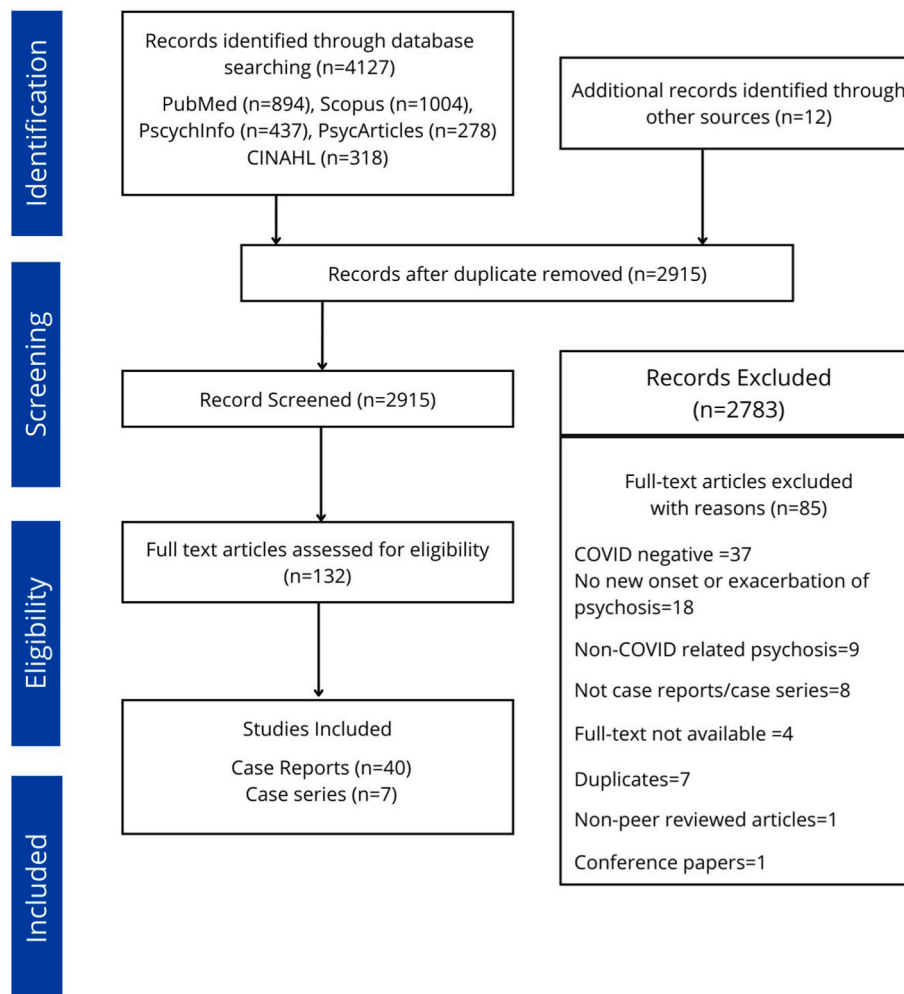 Identification
Records identified through database
searching (n=4127)
PubMed (n=894), Scopus (n=1004),
PscychInfo (n=437), PsycArticles (n=278)
CINAHL (n=318)
Additional records identified through
other sources (n=12)
Records after duplicate removed (n=2915)
Screening
Record Screened (n=2915)
Records Excluded
(n=2783)
Full-text articles excluded
with reasons (n=85)
COVID negative =37
No new onset or exacerbation of
psychosis=18
Non-COVID related psychosis=9
Not case reports/case series=8
Full-text not available =4
Duplicates=7
Non-peer reviewed articles=1
Conference papers=1
Eligibility
Full text articles assessed for eligibility
(n=132)
Studies Included
Case Reports (n=40)
Case series (n=7)
Included